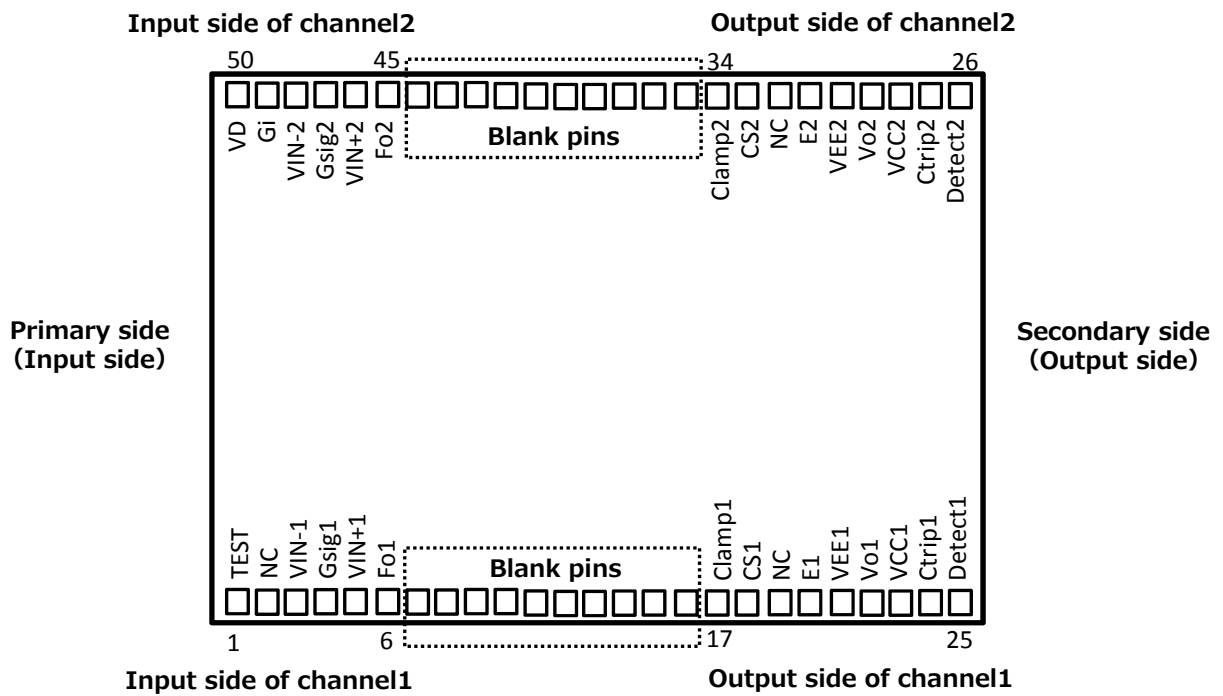 Input side of channel2
Output side of channel2
50
45
34
26
VD
Gi
VIN-2
Gsig2
VIN+2
Fo2
Blank pins
Clamp2
CS2
NC
E2
VEE2
Vo2
VCC2
Ctrip2
Detect2
Primary side
(Input side)
Secondary side
(Output side)
TEST
NC
VIN-1
Gsig1
VIN+1
Fo1
Blank pins
Clamp1
CS1
NC
E1
VEE1
Vo1
VCC1
Ctrip1
Detect1
1
6
17
25
Input side of channel1
Output side of channel1